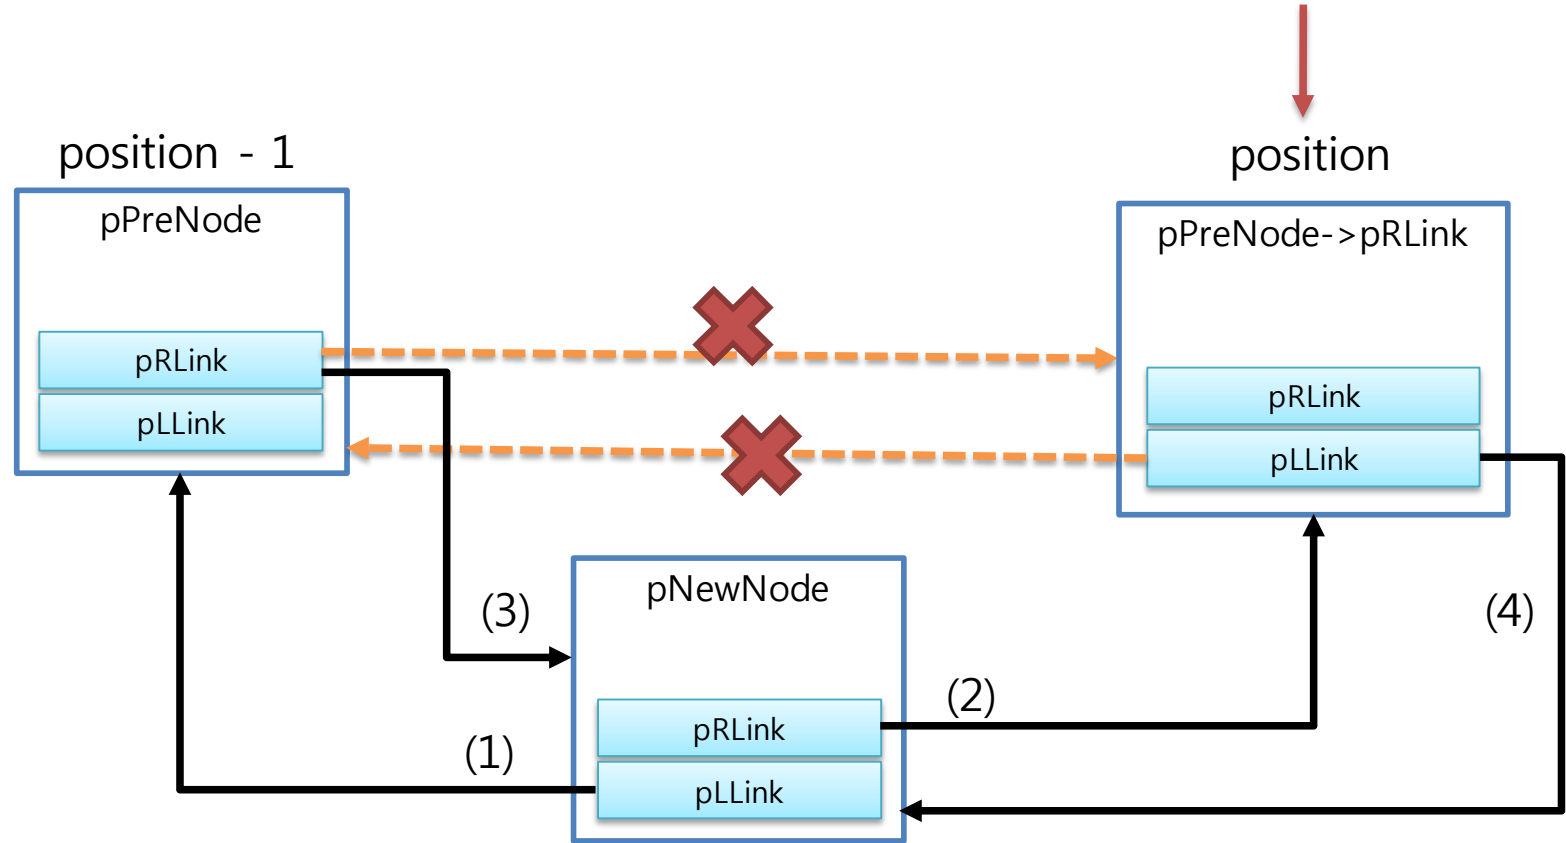 position - 1
pPreNode
pRLink
pLLink
position
pPreNode->pRLink
pRLink
pLLink
pNewNode
pRLink
pLLink
(1)
(2)
(3)
(4)